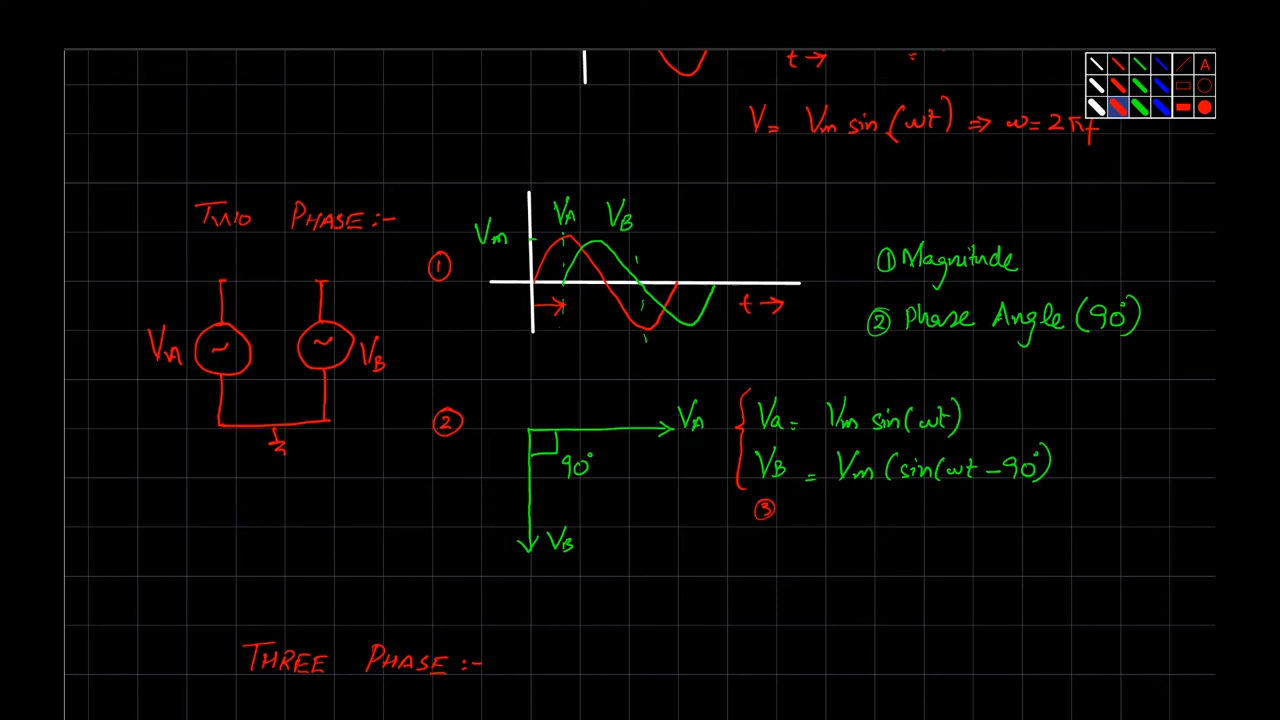 t →
V = Vm sin (ωt) ⇒ ω = 2πf
A
TWO PHASE :-
VA VB
Vm
①
t →
① Magnitude
② Phase Angle (90°)
VA
~
~
VB
②
VA
90°
VB
Va = Vm sin(ωt)
VB = Vm (sin(ωt - 90°)
③
THREE PHASE :-